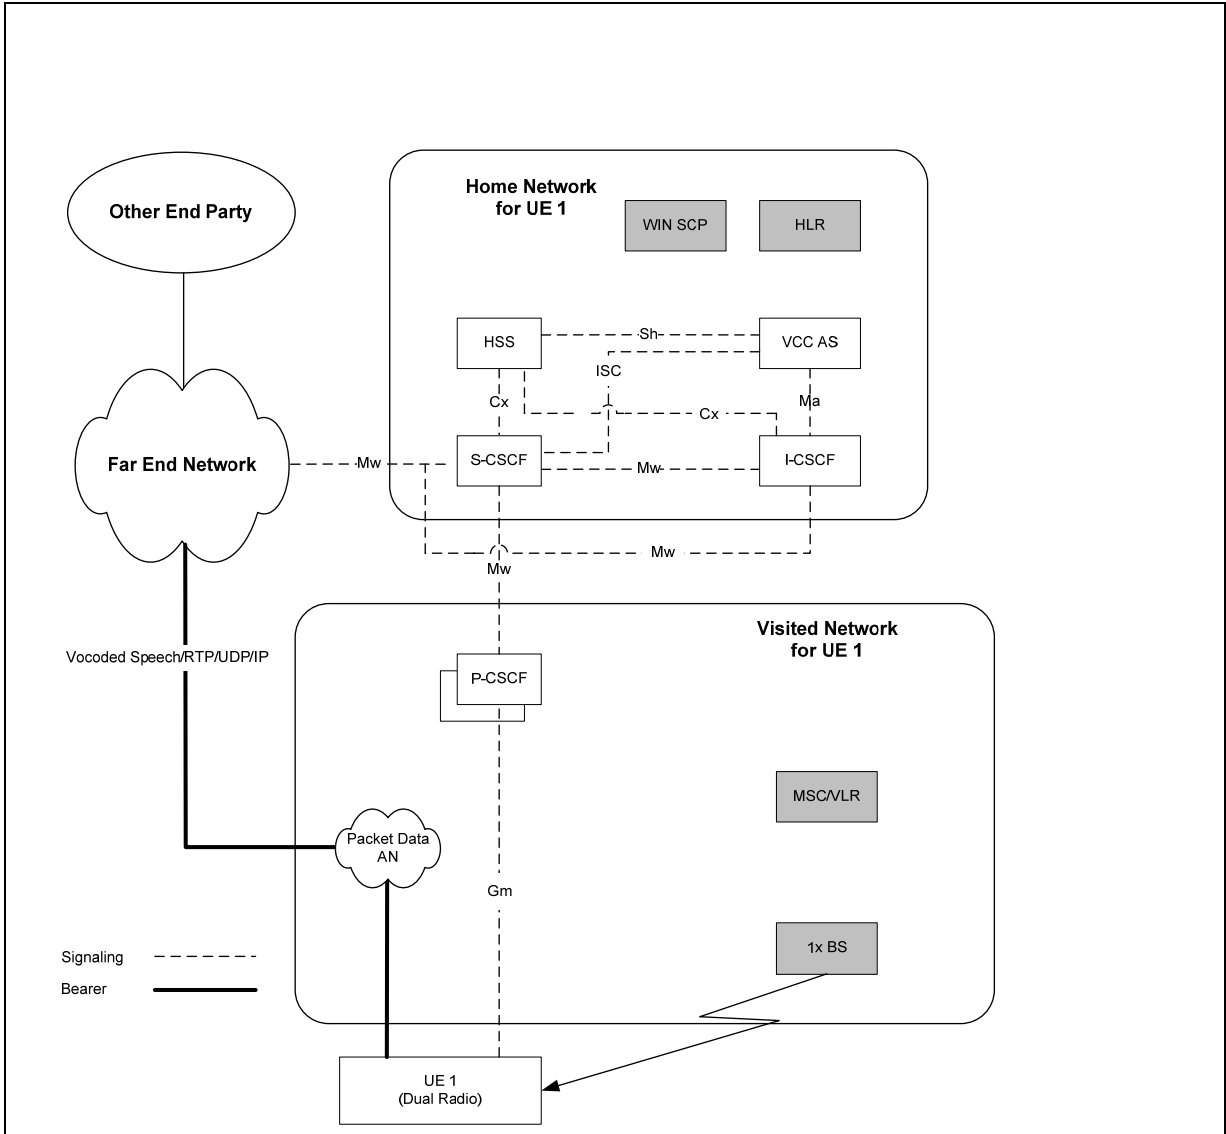 Home Network
for UE 1
Other End Party
WIN SCP
HLR
HSS
Sh
VCC AS
ISC
Cx
Cx
Ma
Far End Network
Mw
S-CSCF
Mw
I-CSCF
Mw
Mw
Visited Network
for UE 1
Vocoded Speech/RTP/UDP/IP
P-CSCF
MSC/VLR
Packet Data
AN
Gm
1x BS
Signaling
Bearer
UE 1
(Dual Radio)